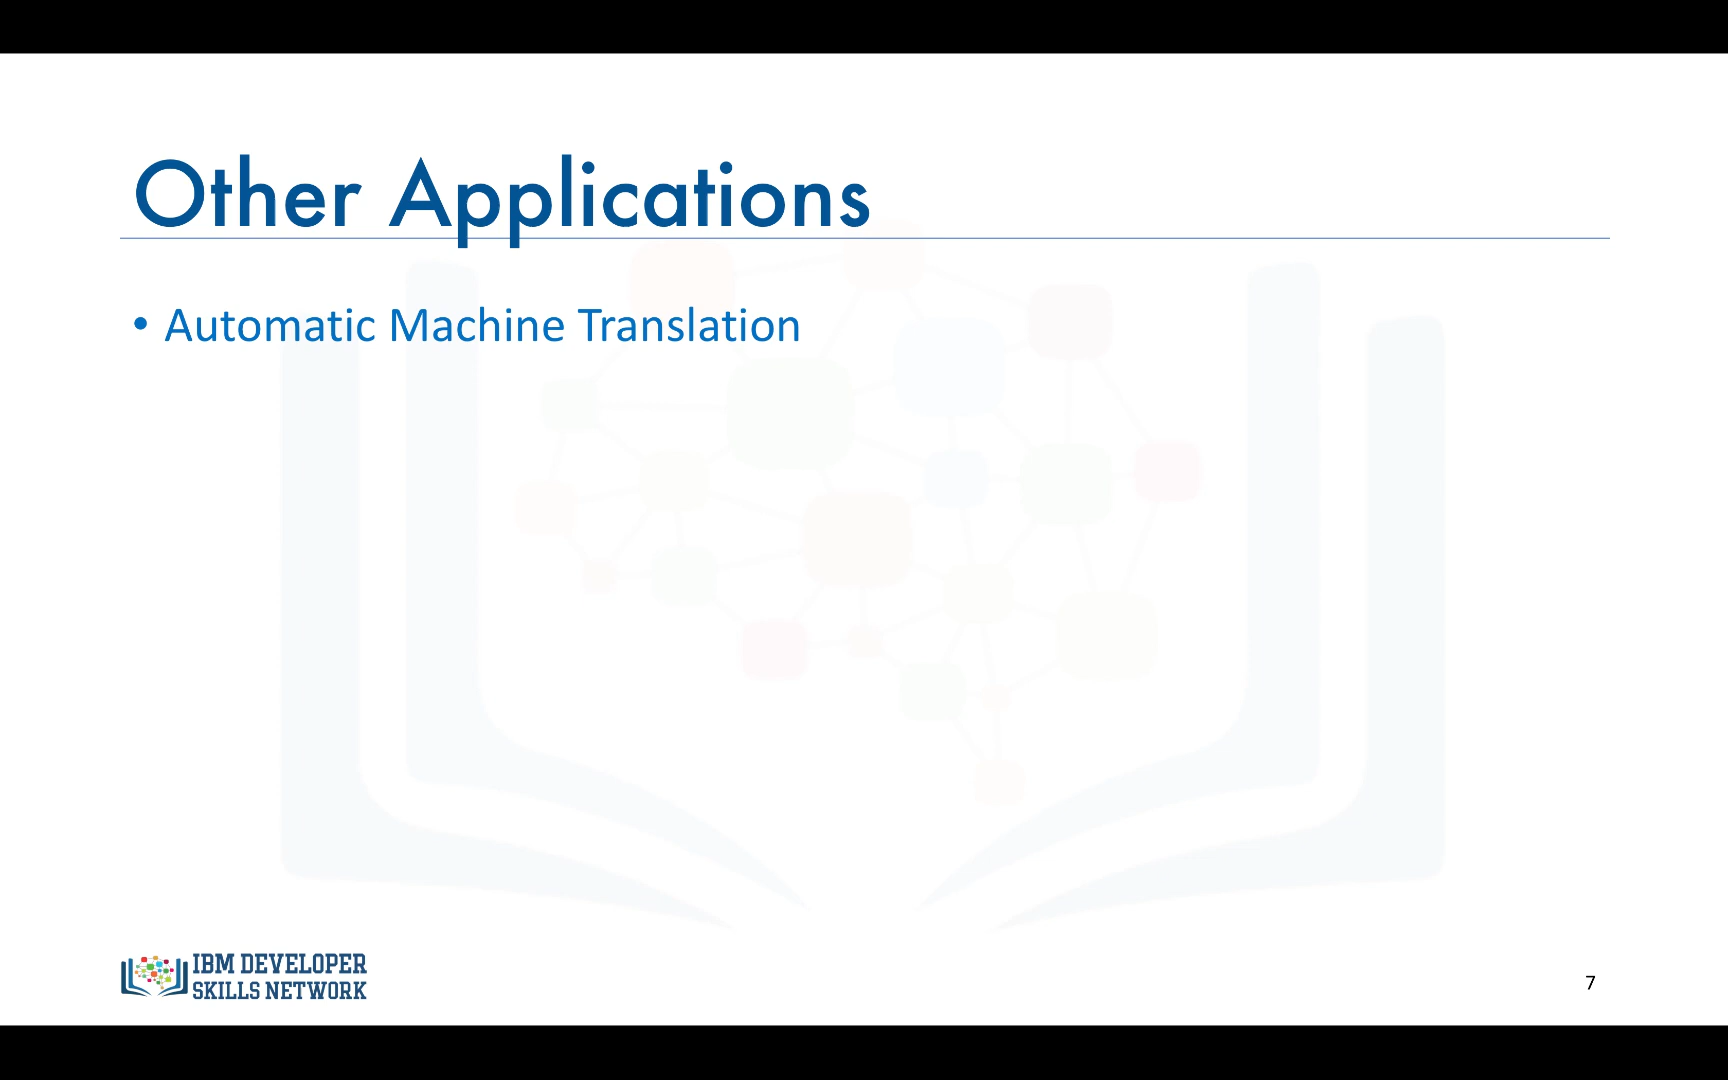 Other Applications
• Automatic Machine Translation
IBM DEVELOPER
SKILLS NETWORK
7